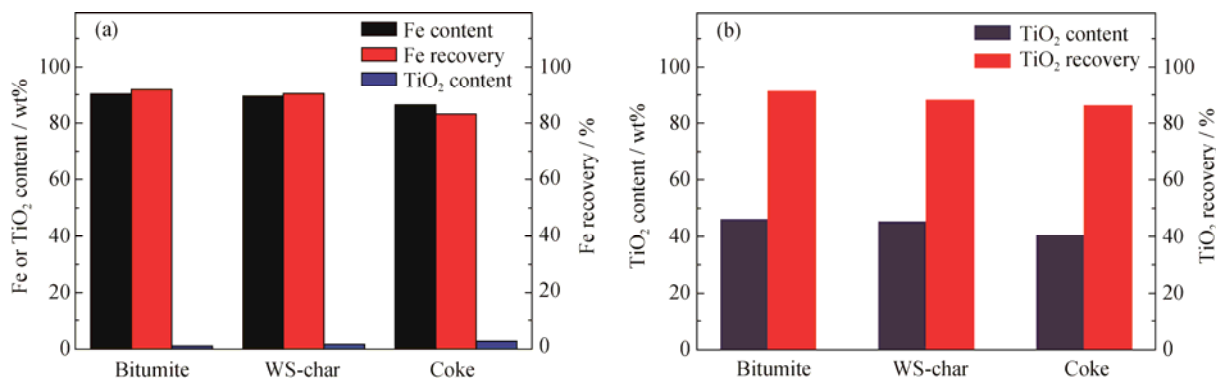 (a)
Fe content
Fe recovery
TiO₂ content
100
80
60
40
20
0
Fe or TiO₂ content / wt%
100
80
60
40
20
0
Fe recovery / %
Bitumite WS-char Coke
(b)
TiO₂ content
TiO₂ recovery
100
80
60
40
20
0
TiO₂ content / wt%
100
80
60
40
20
0
TiO₂ recovery / %
Bitumite WS-char Coke